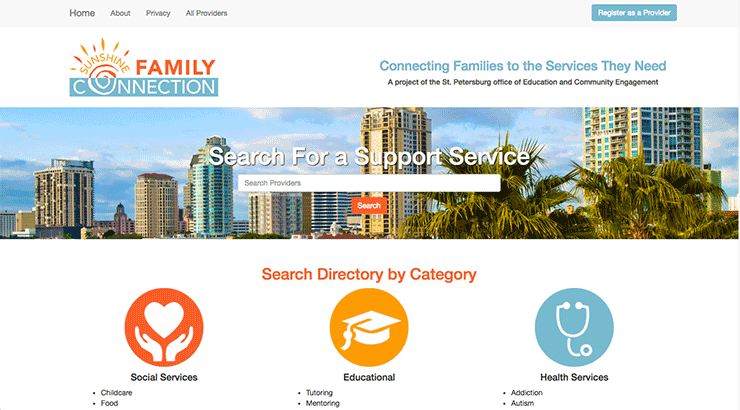 Home About Privacy All Providers Register as a Provider
SUNSHINE
FAMILY
CONNECTION
Connecting Families to the Services They Need
A project of the St. Petersburg office of Education and Community Engagement
Search For a Support Service
Search Providers
Search
Search Directory by Category
Social Services Educational Health Services
• Childcare • Tutoring • Addiction
• Food • Mentoring • Autism